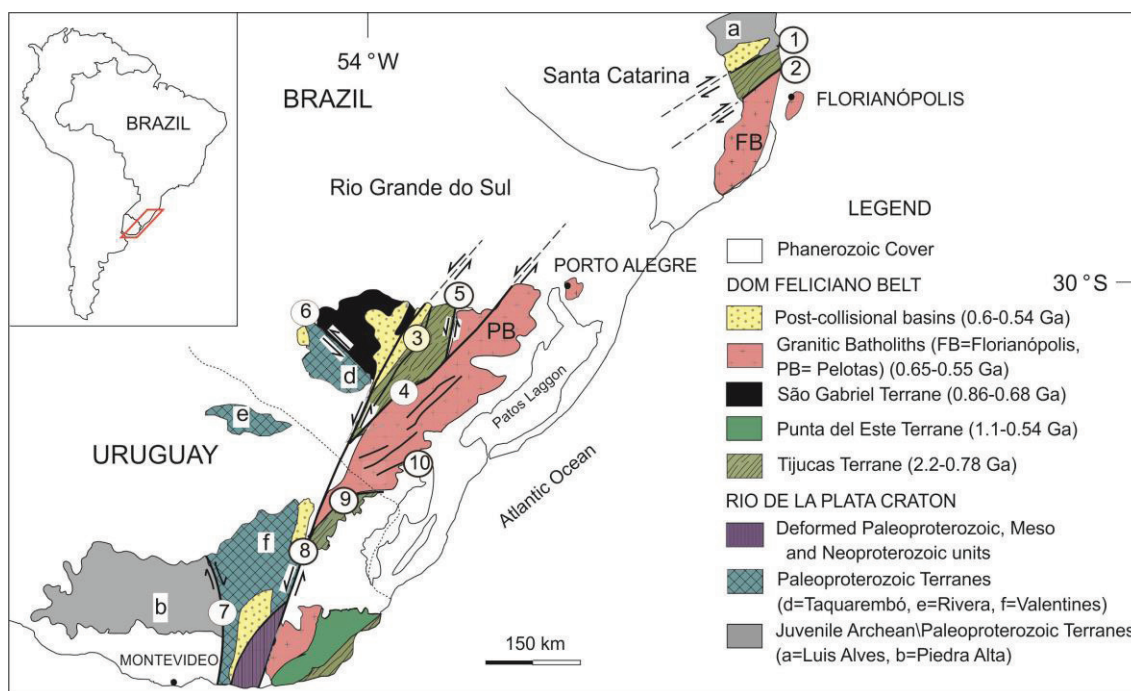 BRAZIL
54 °W
BRAZIL
Santa Catarina
a
1
2
FLORIANÓPOLIS
FB
Rio Grande do Sul
PORTO ALEGRE
30 °S
6
5
3
PB
d
4
e
Patos Laggon
URUGUAY
10
9
Atlantic Ocean
f
8
b
7
MONTEVIDEO
150 km
LEGEND
Phanerozoic Cover
DOM FELICIANO BELT
Post-collisional basins (0.6-0.54 Ga)
Granitic Batholiths (FB=Florianópolis,
PB= Pelotas) (0.65-0.55 Ga)
São Gabriel Terrane (0.86-0.68 Ga)
Punta del Este Terrane (1.1-0.54 Ga)
Tijucas Terrane (2.2-0.78 Ga)
RIO DE LA PLATA CRATON
Deformed Paleoproterozoic, Meso
and Neoproterozoic units
Paleoproterozoic Terranes
(d=Taquarembó, e=Rivera, f=Valentines)
Juvenile Archean\Paleoproterozoic Terranes
(a=Luis Alves, b=Piedra Alta)